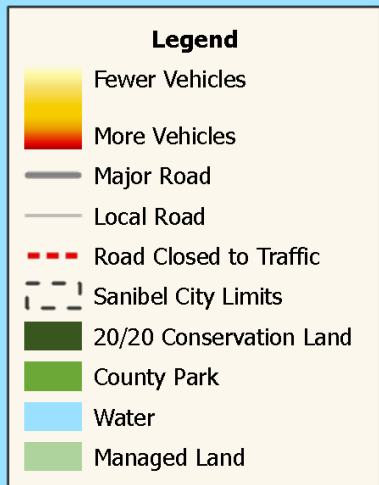 Legend
Fewer Vehicles
More Vehicles
Major Road
Local Road
Road Closed to Traffic
Sanibel City Limits
20/20 Conservation Land
County Park
Water
Managed Land